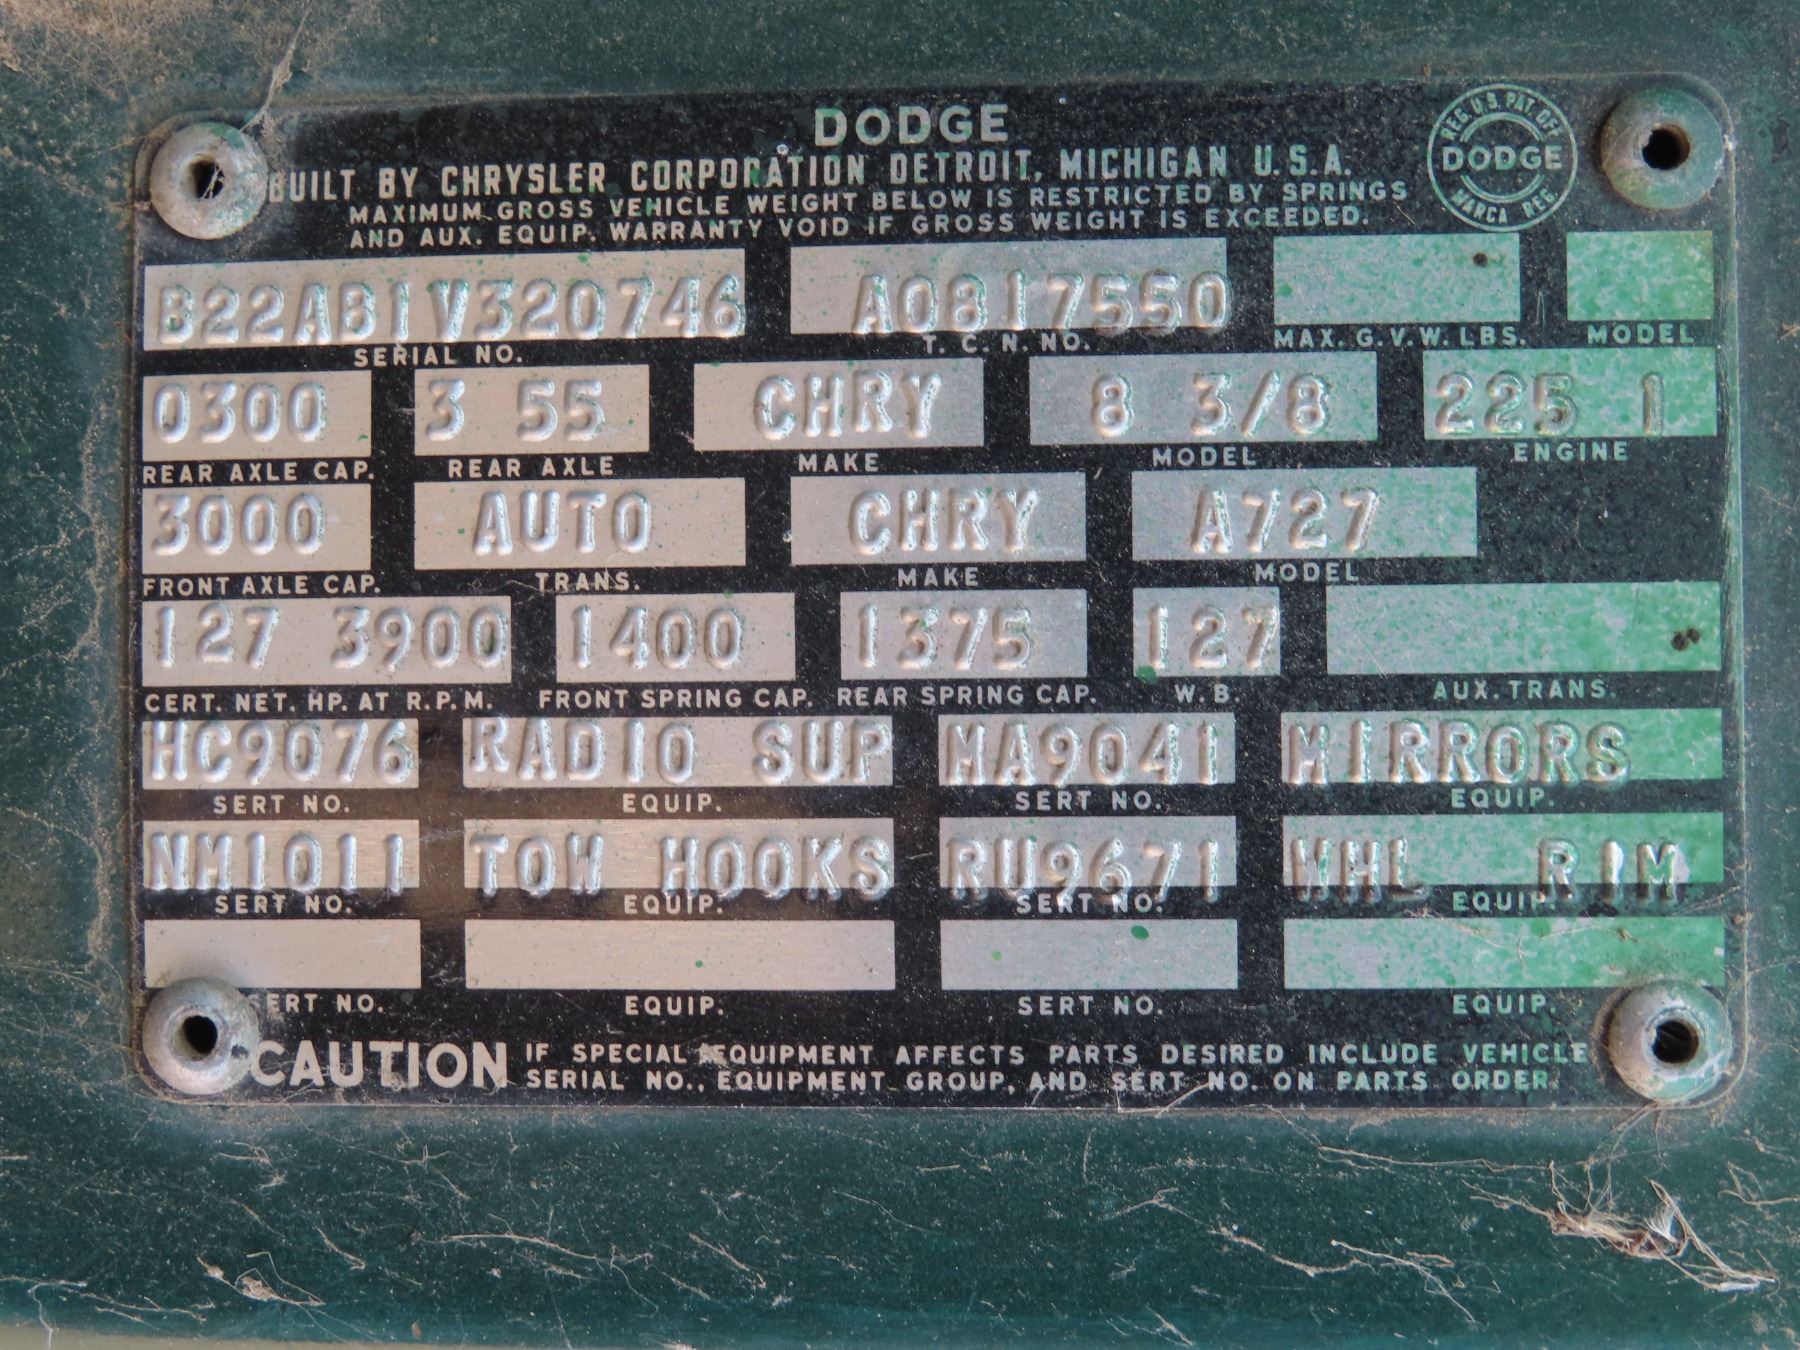 DODGE
BUILT BY CHRYSLER CORPORATION DETROIT, MICHIGAN U.S.A.
MAXIMUM GROSS VEHICLE WEIGHT BELOW IS RESTRICTED BY SPRINGS
AND AUX. EQUIP. WARRANTY VOID IF GROSS WEIGHT IS EXCEEDED.
REG. U.S. PAT. OFF.
DODGE
MARCA REG.
B22AB1V320746 A0817550
SERIAL NO. T. C. N. NO. MAX. G.V.W. LBS. MODEL
0300 3 55 CHRY 8 3/8 225 1
REAR AXLE CAP. REAR AXLE MAKE MODEL ENGINE
3000 AUTO CHRY A727
FRONT AXLE CAP. TRANS. MAKE MODEL
127 3900 1400 1375 127
CERT. NET. HP. AT R.P.M. FRONT SPRING CAP. REAR SPRING CAP. W.B. AUX. TRANS.
HC9076 RADIO SUP MA9041 MIRRORS
SERT NO. EQUIP. SERT NO. EQUIP.
NM1011 TOW HOOKS RU9671 WHL RIM
SERT NO. EQUIP. SERT NO. EQUIP.
SERT NO. EQUIP. SERT NO. EQUIP.
CAUTION IF SPECIAL EQUIPMENT AFFECTS PARTS DESIRED INCLUDE VEHICLE
SERIAL NO., EQUIPMENT GROUP, AND SERT NO. ON PARTS ORDER.